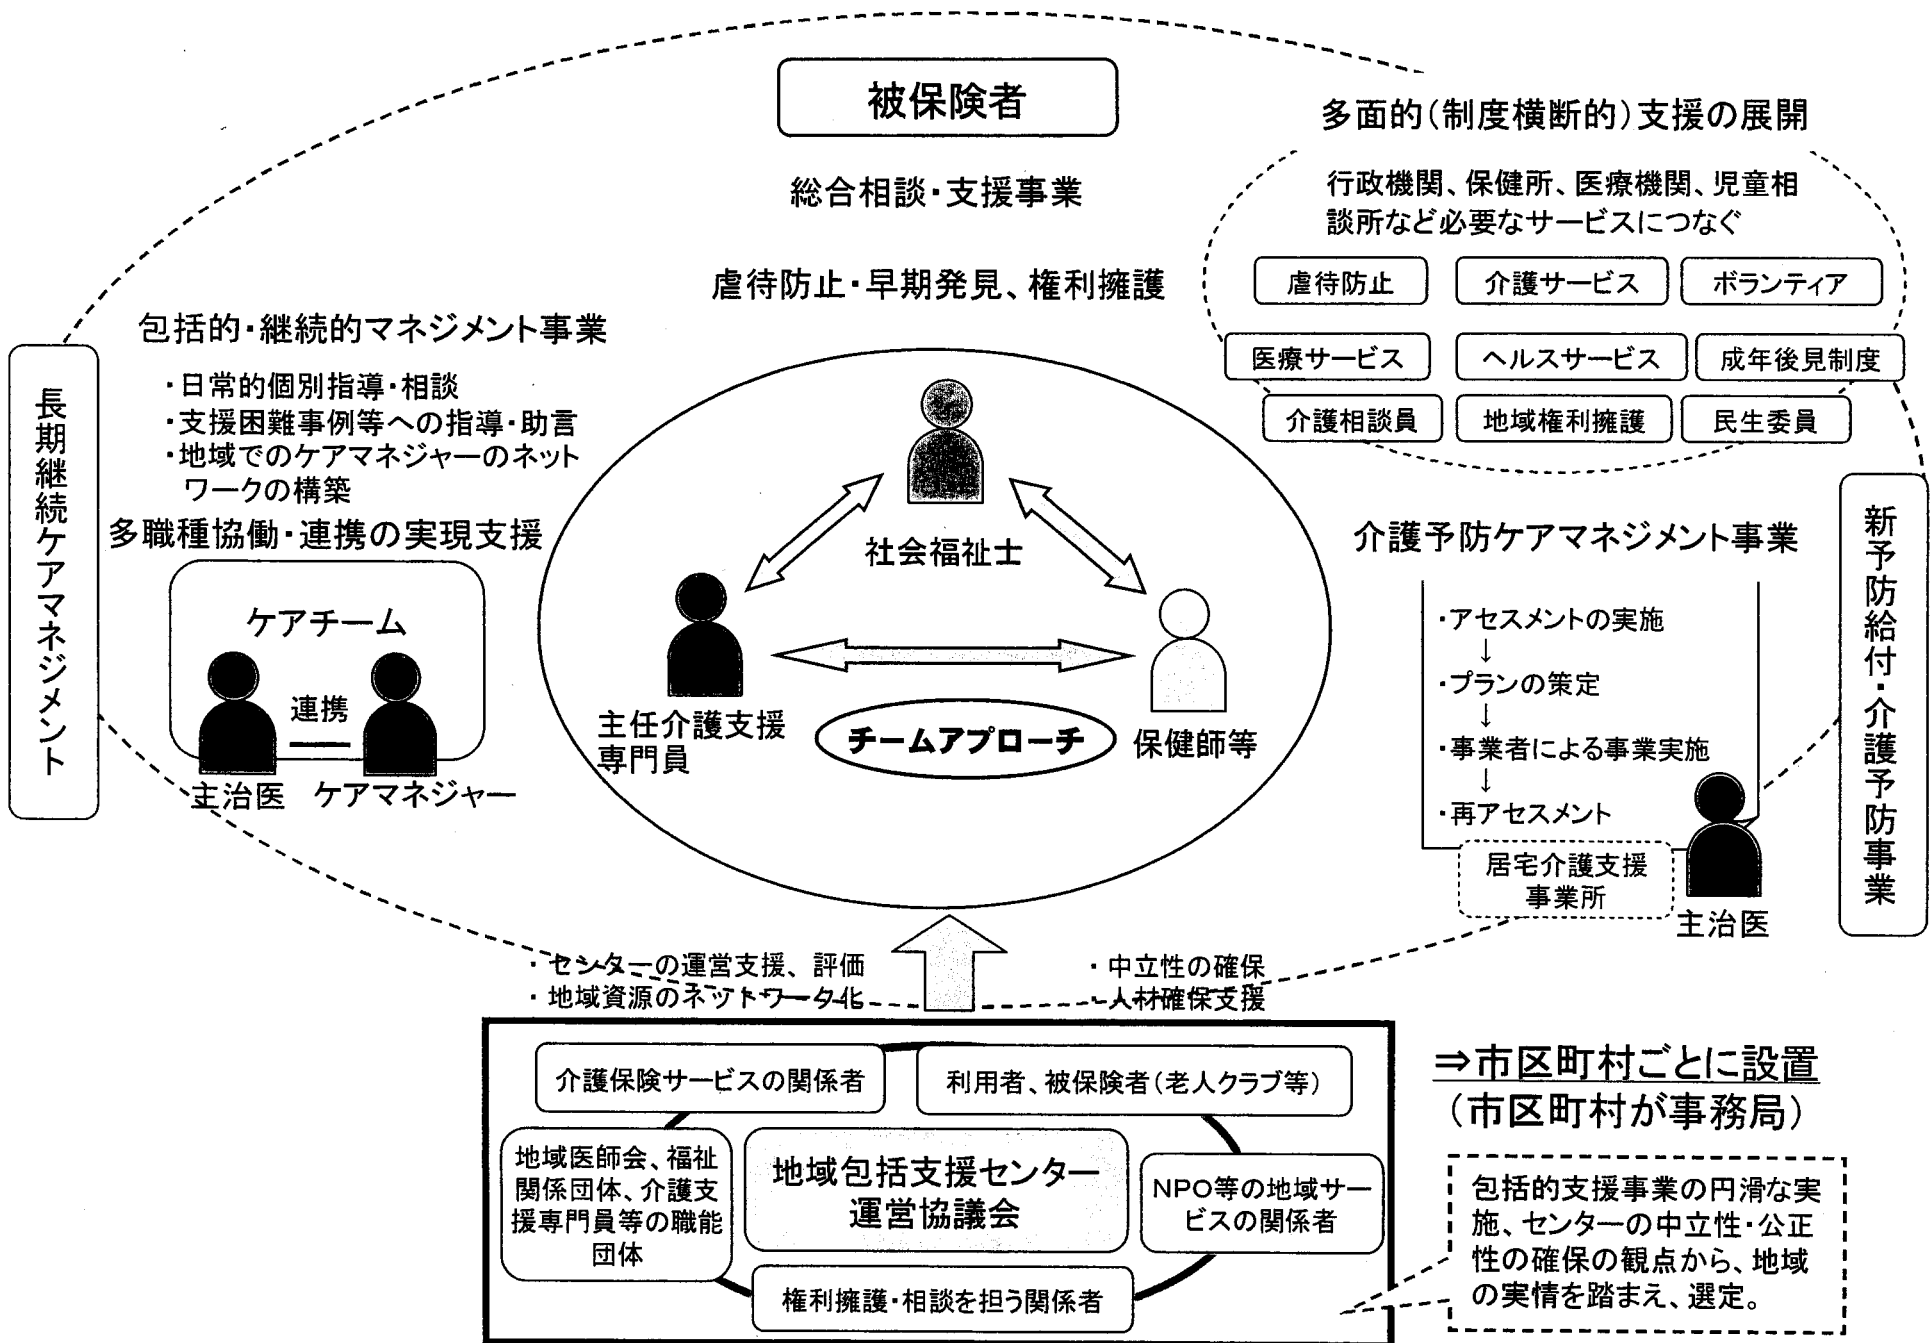 被保険者
総合相談・支援事業
虐待防止・早期発見、権利擁護
多面的(制度横断的)支援の展開
行政機関、保健所、医療機関、児童相
談所など必要なサービスにつなぐ
虐待防止
介護サービス
ボランティア
医療サービス
ヘルスサービス
成年後見制度
介護相談員
地域権利擁護
民生委員
長期継続ケアマネジメント
包括的・継続的マネジメント事業
・日常的個別指導・相談
・支援困難事例等への指導・助言
・地域でのケアマネジャーのネット
ワークの構築
多職種協働・連携の実現支援
ケアチーム
連携
主治医
ケアマネジャー
社会福祉士
主任介護支援
専門員
チームアプローチ
保健師等
介護予防ケアマネジメント事業
・アセスメントの実施
↓
・プランの策定
↓
・事業者による事業実施
↓
・再アセスメント
居宅介護支援
事業所
主治医
新予防給付・介護予防事業
・センターの運営支援、評価
・地域資源のネットワーク化
・中立性の確保
・人材確保支援
介護保険サービスの関係者
利用者、被保険者(老人クラブ等)
地域医師会、福祉
関係団体、介護支
援専門員等の職能
団体
地域包括支援センター
運営協議会
NPO等の地域サー
ビスの関係者
権利擁護・相談を担う関係者
⇒市区町村ごとに設置
(市区町村が事務局)
包括的支援事業の円滑な実
施、センターの中立性・公正
性の確保の観点から、地域
の実情を踏まえ、選定。